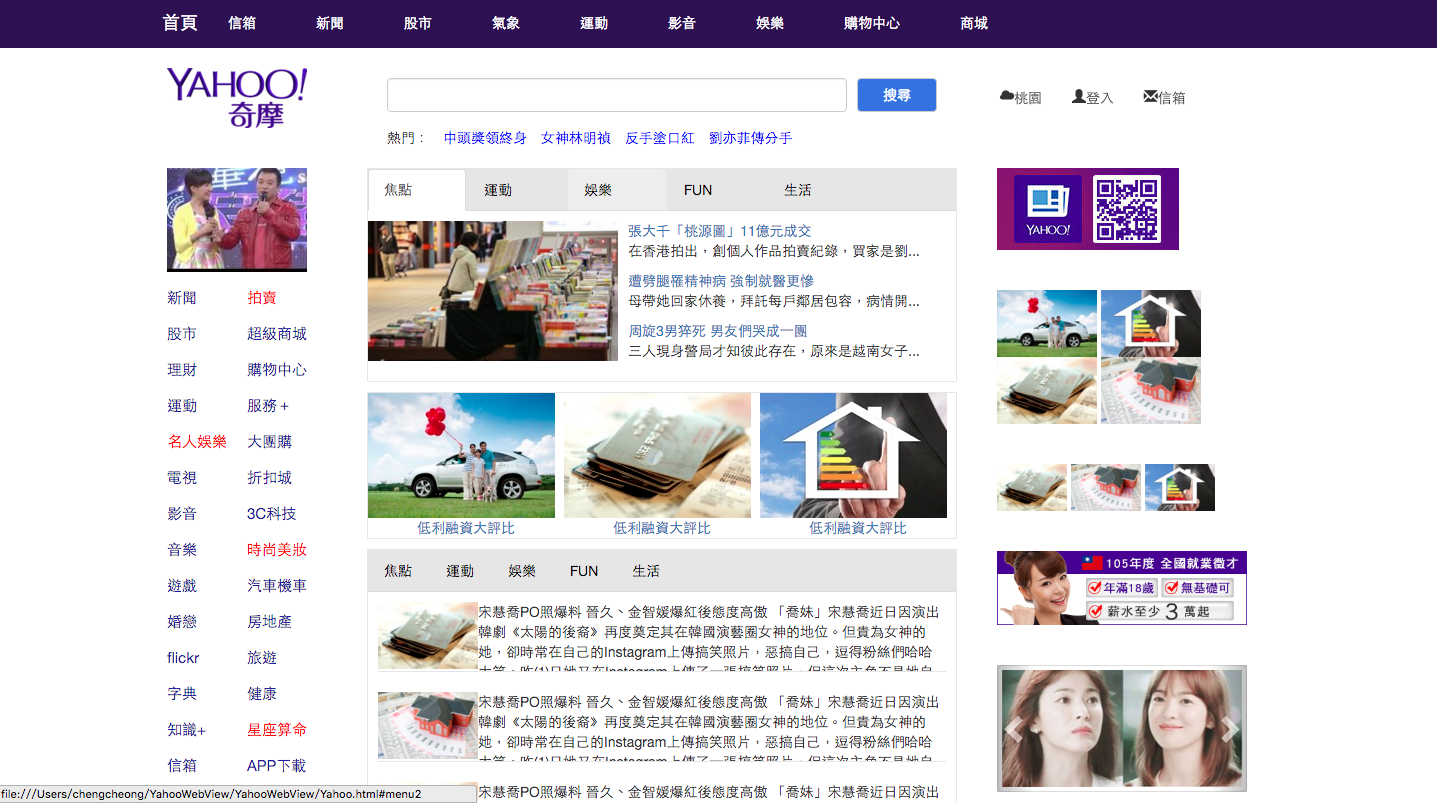 首頁 信箱 新聞 股市 氣象 運動 影音 娛樂 購物中心 商城
YAHOO!
奇摩
搜尋
桃園 登入 信箱
熱門： 中頭獎領終身 女神林明禎 反手塗口紅 劉亦菲傳分手
新聞 拍賣
股市 超級商城
理財 購物中心
運動 服務+
名人娛樂 大團購
電視 折扣城
影音 3C科技
音樂 時尚美妝
遊戲 汽車機車
婚戀 房地產
flickr 旅遊
字典 健康
知識+ 星座算命
信箱 APP下載
焦點 運動 娛樂 FUN 生活
張大千「桃源圖」11億元成交
在香港拍出，創個人作品拍賣紀錄，買家是劉...
遭劈腿罹精神病 強制就醫更慘
母帶她回家休養，拜託每戶鄰居包容，病情開...
周旋3男猝死 男友們哭成一團
三人現身警局才知彼此存在，原來是越南女子...
低利融資大評比 低利融資大評比 低利融資大評比
焦點 運動 娛樂 FUN 生活
宋慧喬PO照爆料 晉久、金智媛爆紅後態度高傲 「喬妹」宋慧喬近日因演出
韓劇《太陽的後裔》再度奠定其在韓國演藝圈女神的地位。但貴為女神的
她，卻時常在自己的Instagram上傳搞笑照片，惡搞自己，逗得粉絲們哈哈
宋慧喬PO照爆料 晉久、金智媛爆紅後態度高傲 「喬妹」宋慧喬近日因演出
韓劇《太陽的後裔》再度奠定其在韓國演藝圈女神的地位。但貴為女神的
她，卻時常在自己的Instagram上傳搞笑照片，惡搞自己，逗得粉絲們哈哈
宋慧喬PO照爆料 晉久、金智媛爆紅後態度高傲 「喬妹」宋慧喬近日因演出
YAHOO!
105年度 全國就業徵才
年滿18歲 無基礎可
薪水至少 3 萬起
file:///Users/chengcheong/YahooWebView/YahooWebView/Yahoo.html#menu2